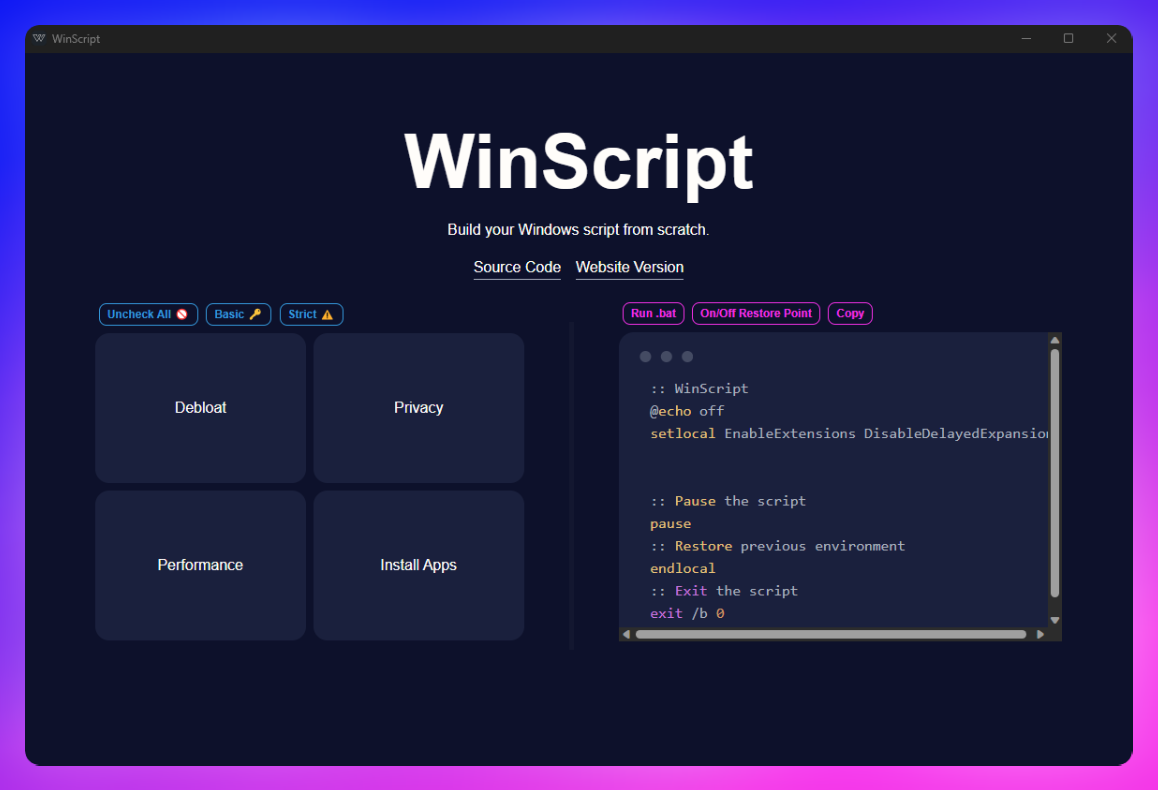 WinScript
WinScript
Build your Windows script from scratch.
Source Code Website Version
Uncheck All Basic Strict
Run .bat On/Off Restore Point Copy
Debloat Privacy
Performance Install Apps
:: WinScript
@echo off
setlocal EnableExtensions DisableDelayedExpansion
:: Pause the script
pause
:: Restore previous environment
endlocal
:: Exit the script
exit /b 0